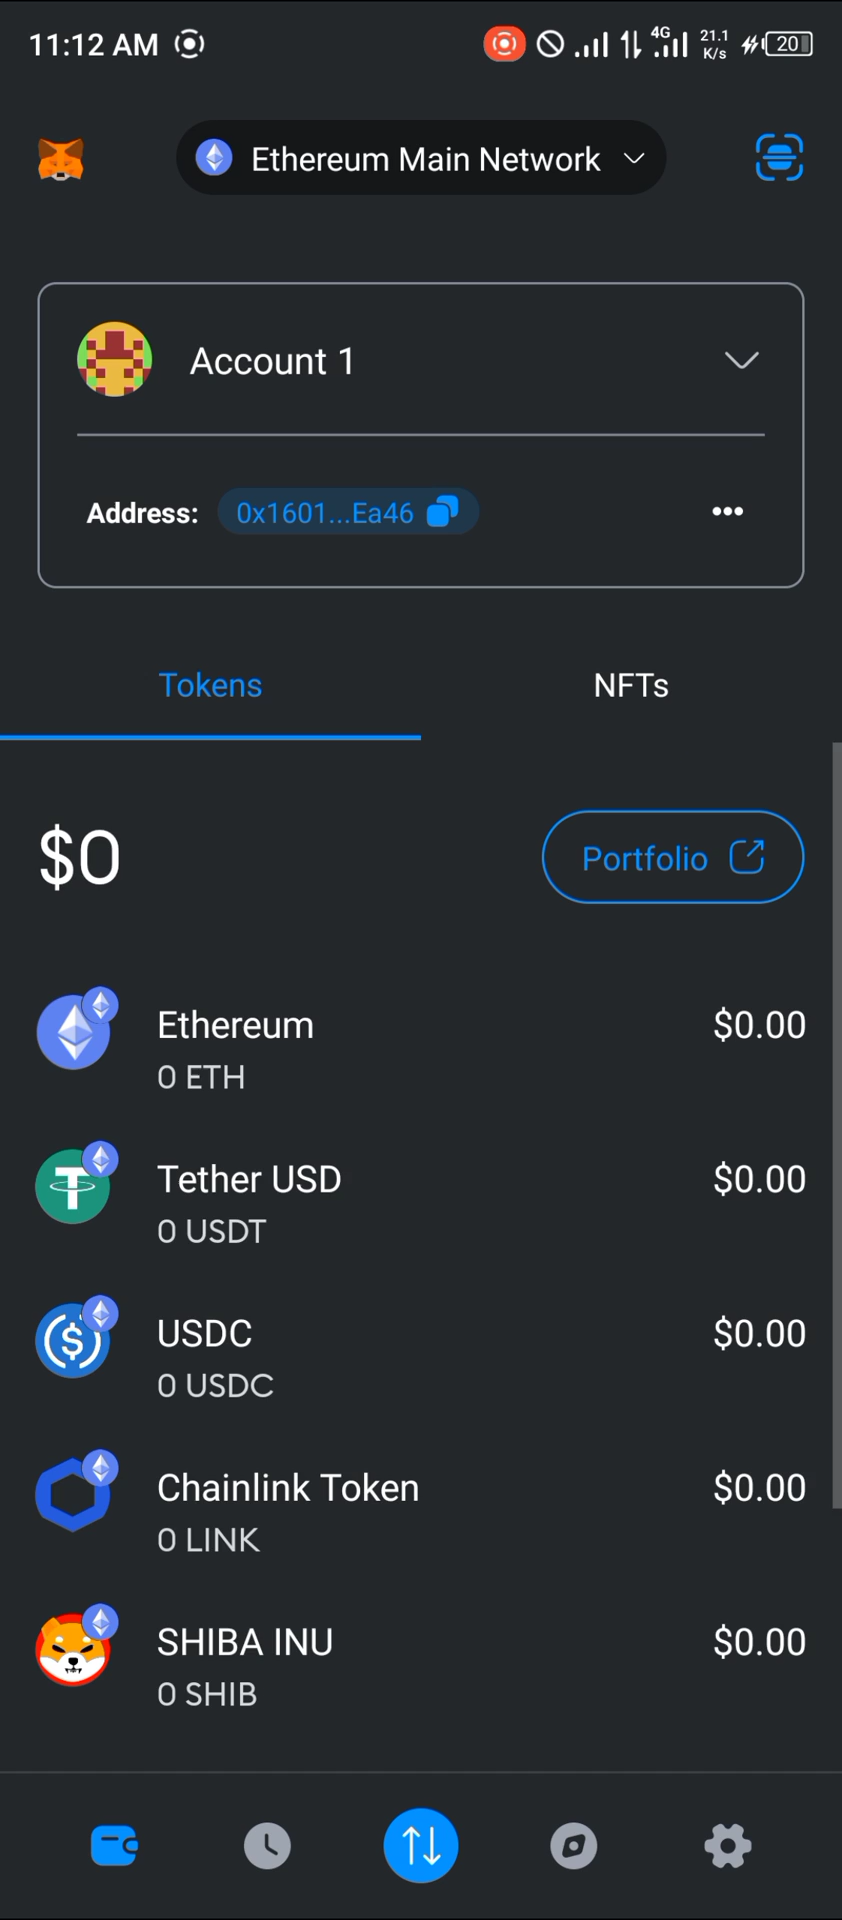 11:12 AM 4G 21.1 K/s 20
Ethereum Main Network
Account 1
Address: 0x1601...Ea46
Tokens NFTs
$0 Portfolio
Ethereum $0.00
0 ETH
Tether USD $0.00
0 USDT
USDC $0.00
0 USDC
Chainlink Token $0.00
0 LINK
SHIBA INU $0.00
0 SHIB